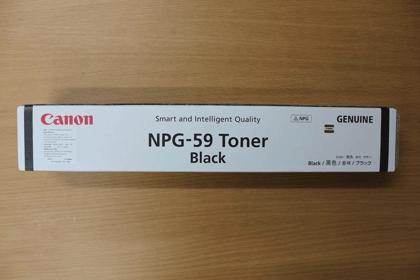 Canon
Smart and Intelligent Quality
NPG GENUINE
NPG-59 Toner
Black
Black / 黑色 / 흑색 / ブラック